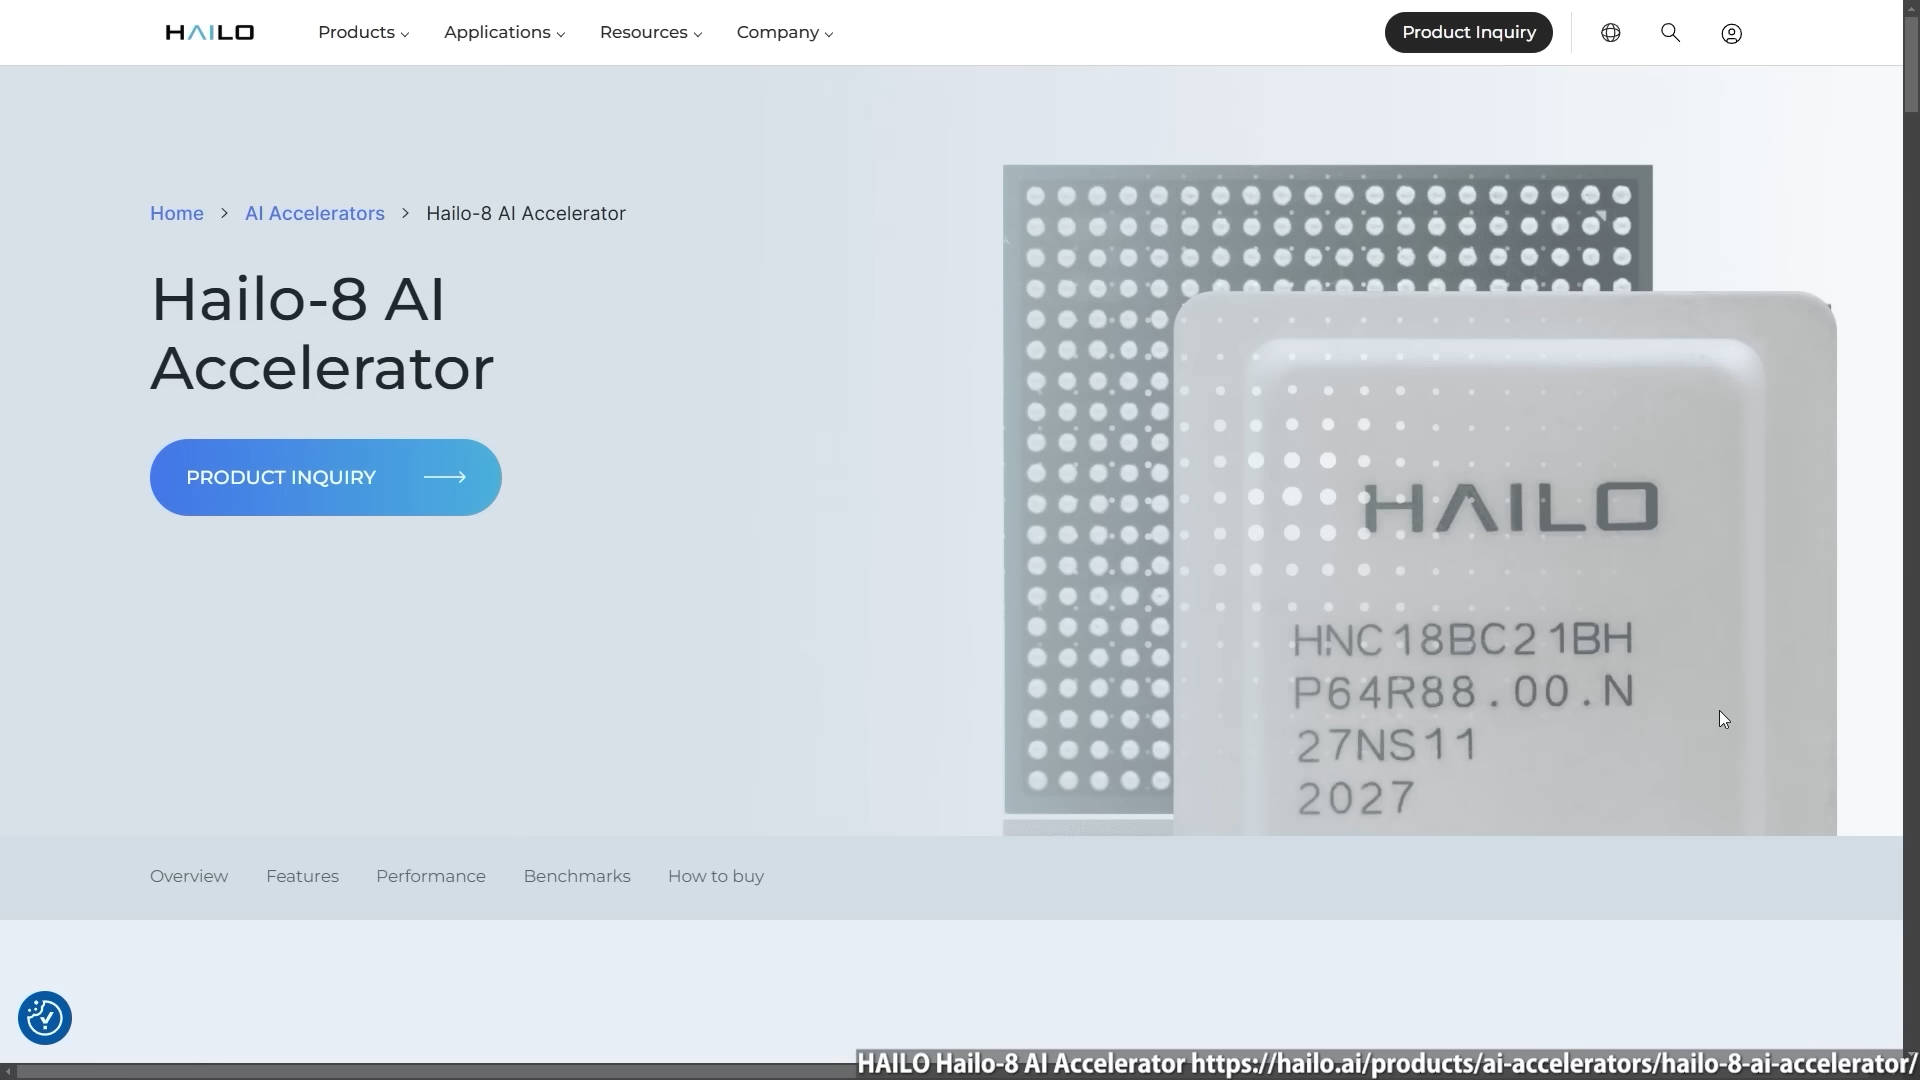 HAILO
Products
Applications
Resources
Company
Product Inquiry
Home > AI Accelerators > Hailo-8 AI Accelerator
Hailo-8 AI
Accelerator
PRODUCT INQUIRY
HAILO
HNC18BC21BH
P64R88.00.N
27NS11
2027
Overview
Features
Performance
Benchmarks
How to buy
HAILO Hailo-8 AI Accelerator https://hailo.ai/products/ai-accelerators/hailo-8-ai-accelerator/